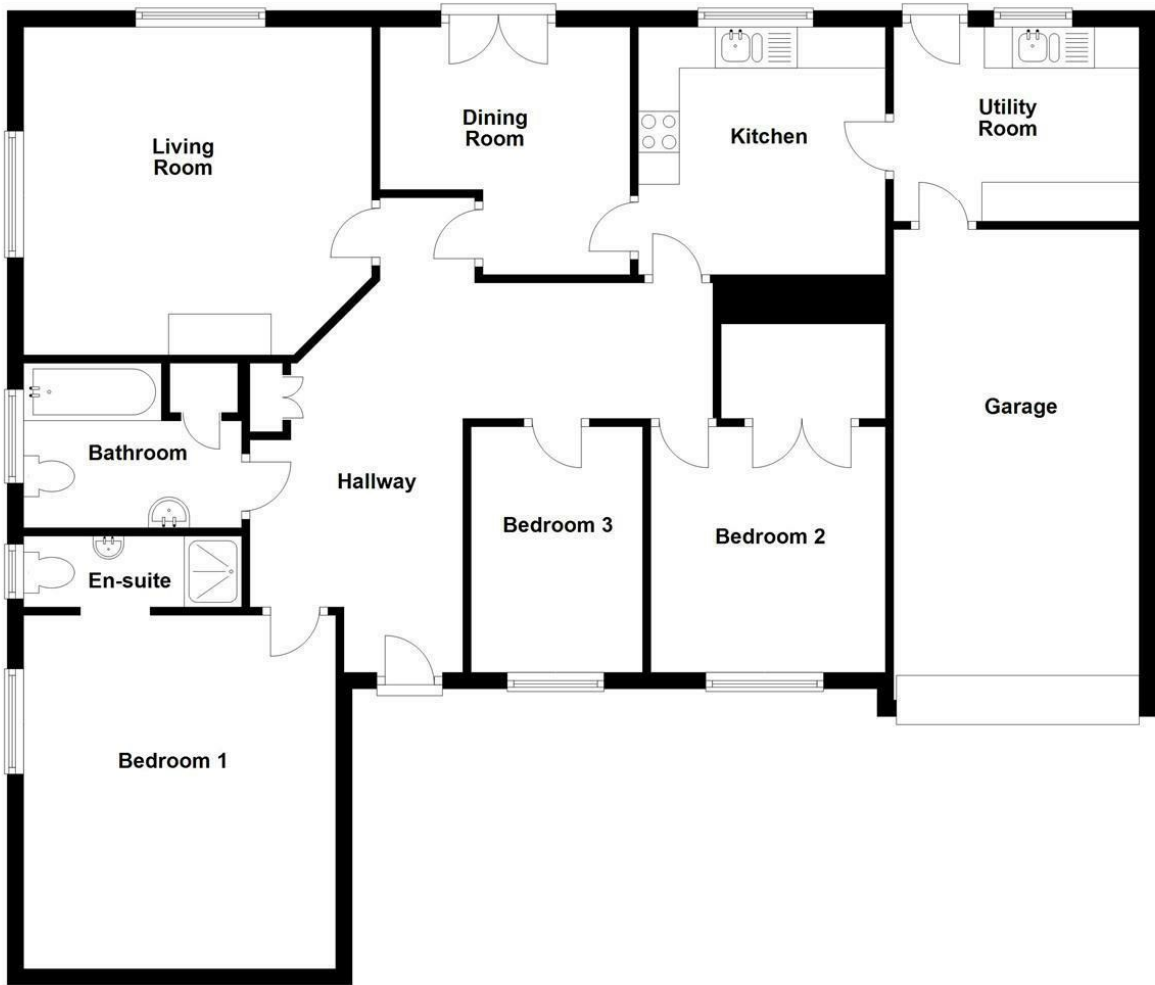 Living
Room
Dining
Room
Kitchen
Utility
Room
Garage
Bathroom
Hallway
Bedroom 3
Bedroom 2
En-suite
Bedroom 1